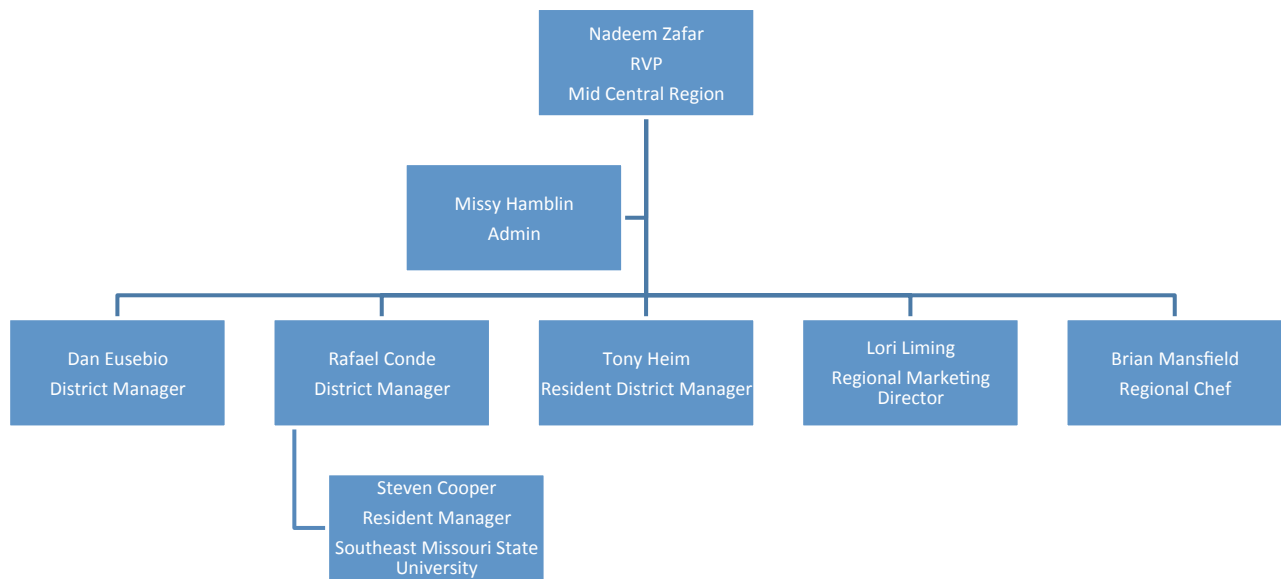 Nadeem Zafar
RVP
Mid Central Region
Missy Hamblin
Admin
Dan Eusebio
District Manager
Rafael Conde
District Manager
Tony Heim
Resident District Manager
Lori Liming
Regional Marketing
Director
Brian Mansfield
Regional Chef
Steven Cooper
Resident Manager
Southeast Missouri State
University